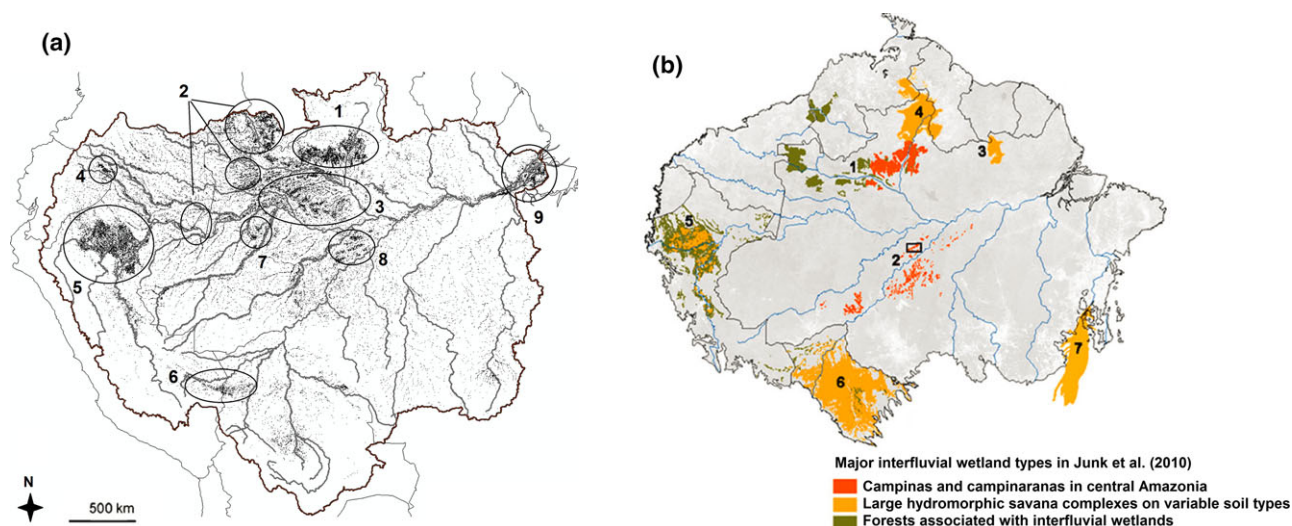 (a)
2
1
4
3
9
5
7
8
6
N
500 km
(b)
4
3
1
5
2
7
6
Major interfluvial wetland types in Junk et al. (2010)
Campinas and campinaranas in central Amazonia
Large hydromorphic savana complexes on variable soil types
Forests associated with interfluvial wetlands